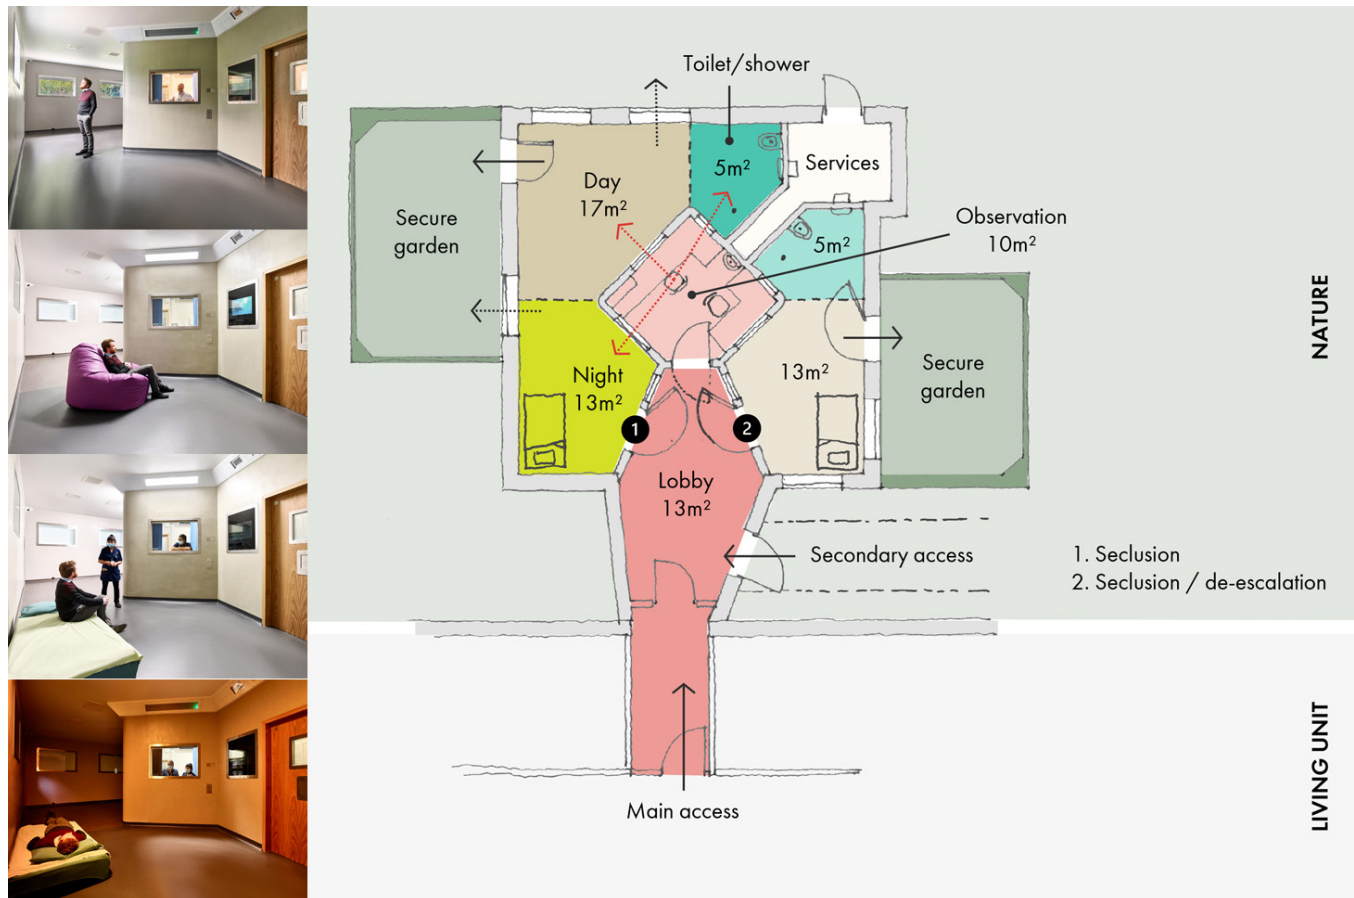 Toilet/shower
5m²
Services
Day
17m²
Secure
garden
Observation
10m²
5m²
Night
13m²
13m²
Secure
garden
1
2
Lobby
13m²
Secondary access
1. Seclusion
2. Seclusion / de-escalation
Main access
NATURE
LIVING UNIT